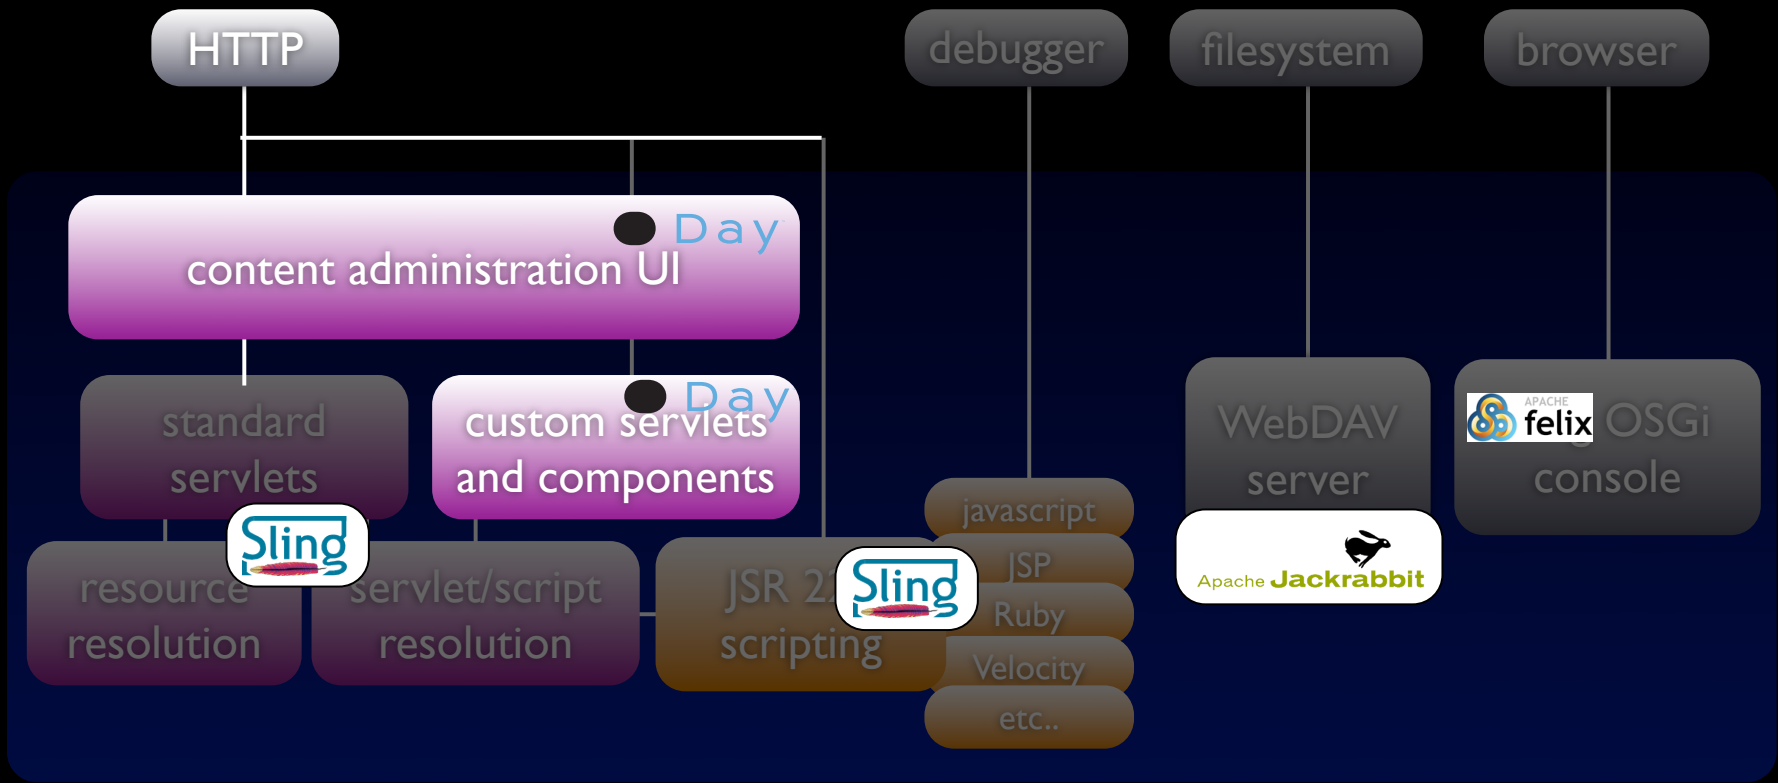 HTTP
debugger
filesystem
browser
Day
content administration UI
standard
servlets
Day
custom servlets
and components
WebDAV
server
APACHE
felix
OSGi
console
javascript
JSP
Ruby
Velocity
etc..
Sling
resource
resolution
servlet/script
resolution
JSR 22
scripting
Sling
Apache Jackrabbit